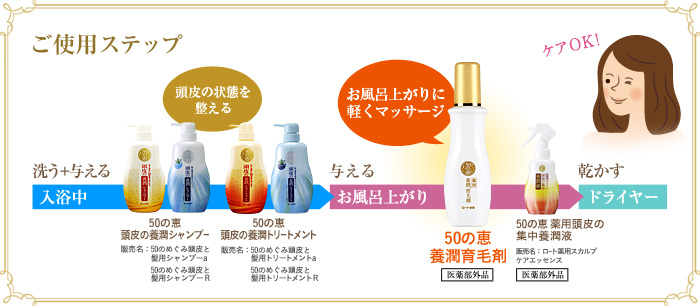 ご使用ステップ
頭皮の状態を
整える
お風呂上がりに
軽くマッサージ
ケアOK!
洗う+与える
与える
乾かす
入浴中
お風呂上がり
ドライヤー
50の恵
頭皮の養潤シャンプー
販売名:50のめぐみ頭皮と
髪用シャンプーa
50のめぐみ頭皮と
髪用シャンプーR
50の恵
頭皮の養潤トリートメント
販売名:50のめぐみ頭皮と
髪用トリートメントa
50のめぐみ頭皮と
髪用トリートメントR
50の恵
養潤育毛剤
医薬部外品
50の恵 薬用頭皮の
集中養潤液
販売名:ロート薬用スカルプ
ケアエッセンス
医薬部外品